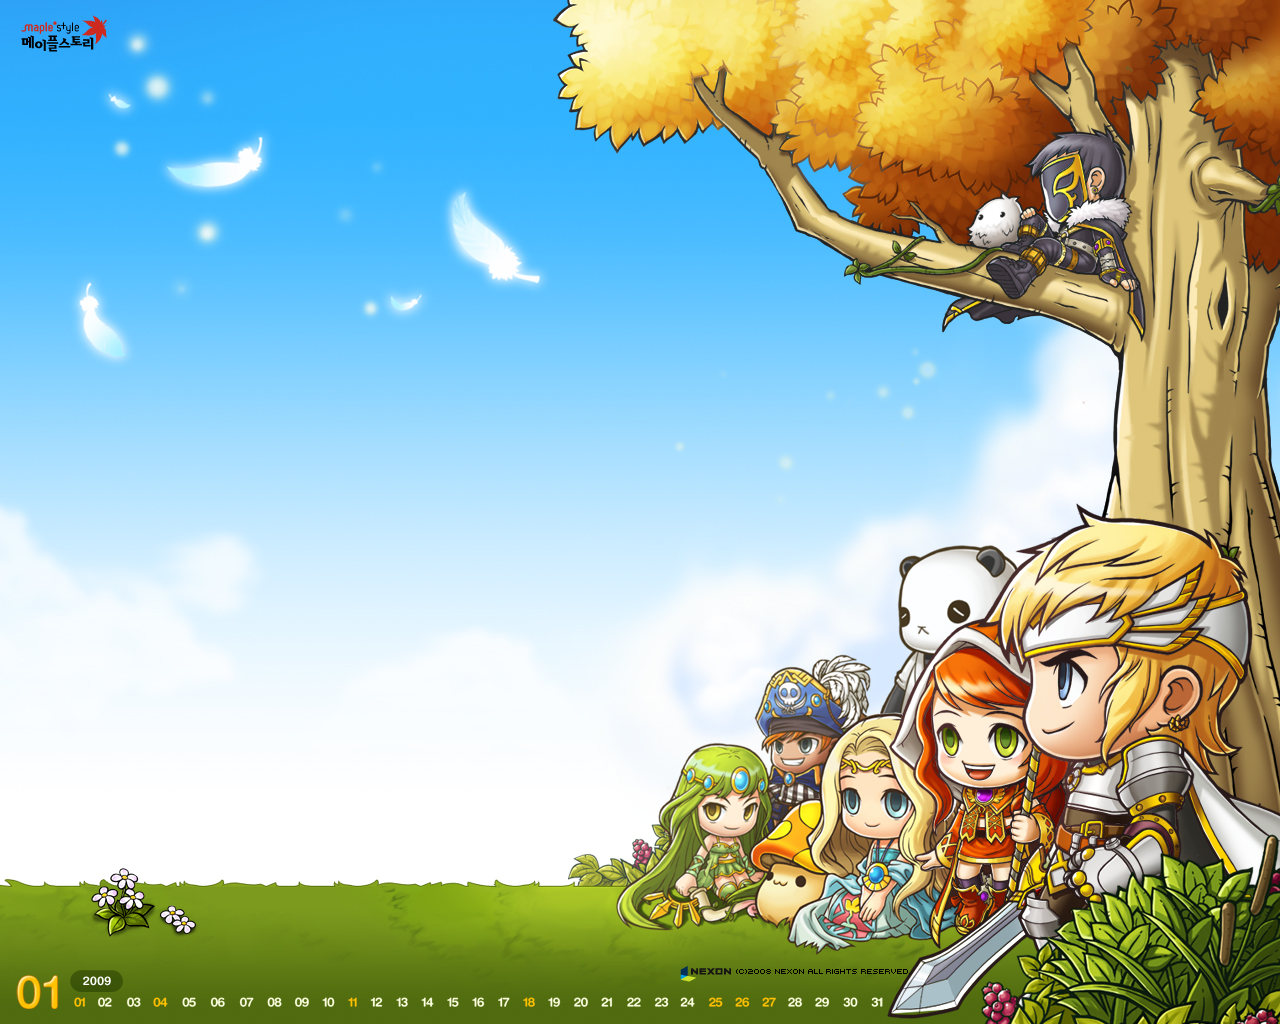 maple style
메이플스토리
NEXON (C)2008 NEXON ALL RIGHTS RESERVED
01 2009
01 02 03 04 05 06 07 08 09 10 11 12 13 14 15 16 17 18 19 20 21 22 23 24 25 26 27 28 29 30 31